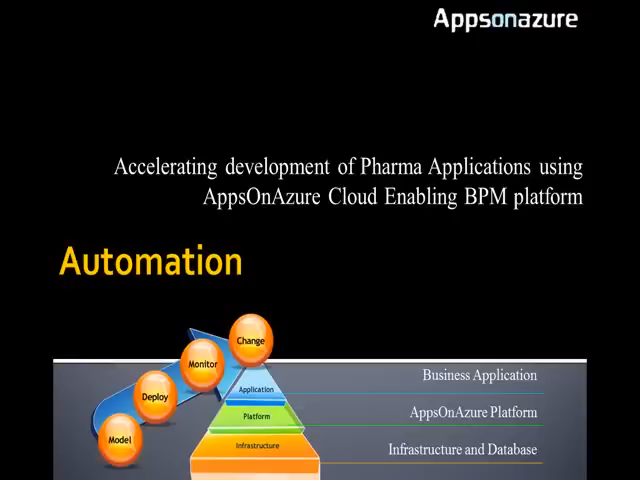 Appsonazure
Accelerating development of Pharma Applications using
AppsOnAzure Cloud Enabling BPM platform
Automation
Change
Monitor
Deploy
Model
Application
Business Application
Platform
AppsOnAzure Platform
Infrastructure
Infrastructure and Database